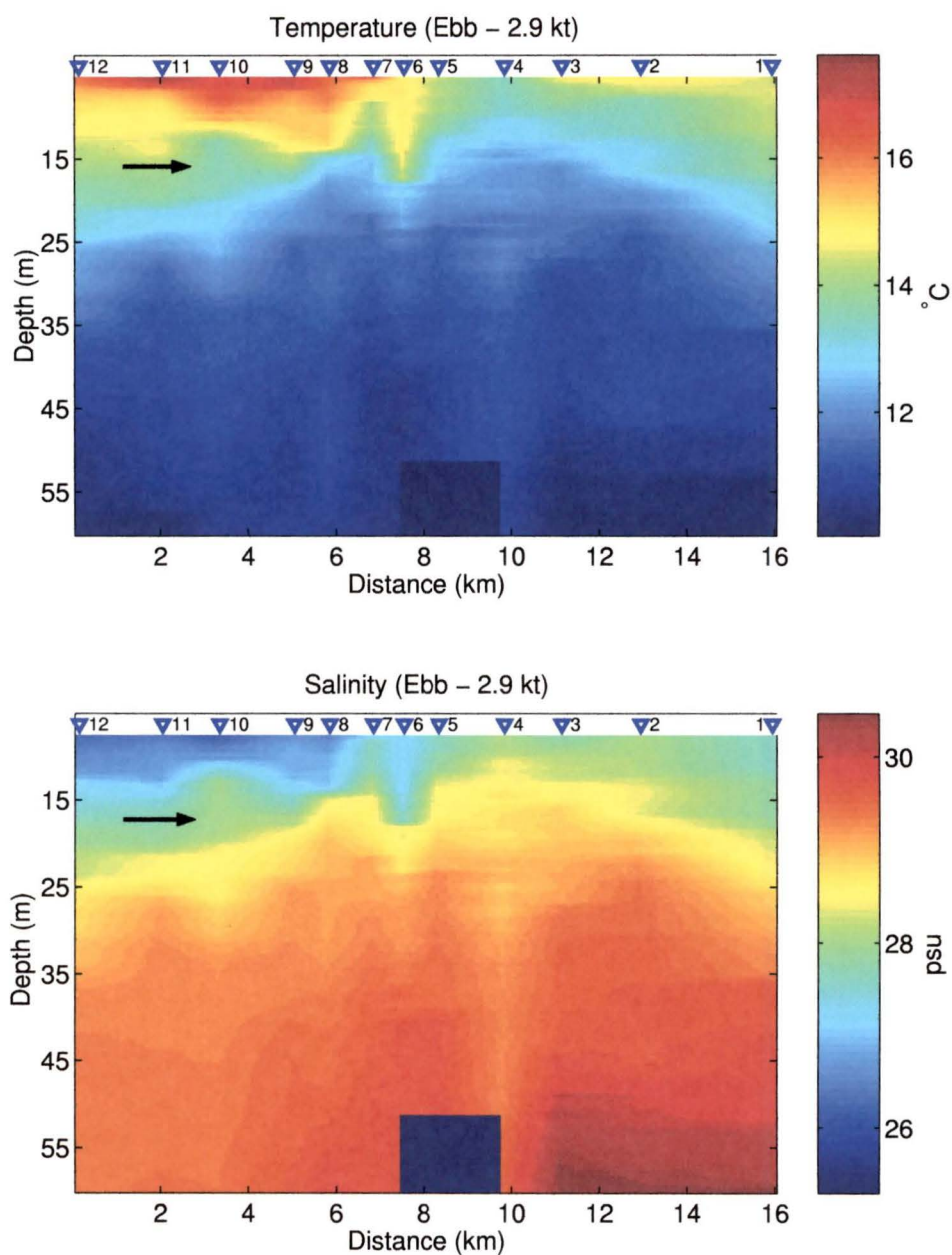 Temperature (Ebb – 2.9 kt)
12 11 10 9 8 7 6 5 4 3 2 1
15
25
35
45
55
Depth (m)
2 4 6 8 10 12 14 16
Distance (km)
16
14
12
°C
Salinity (Ebb – 2.9 kt)
12 11 10 9 8 7 6 5 4 3 2 1
15
25
35
45
55
Depth (m)
2 4 6 8 10 12 14 16
Distance (km)
30
28
26
psu